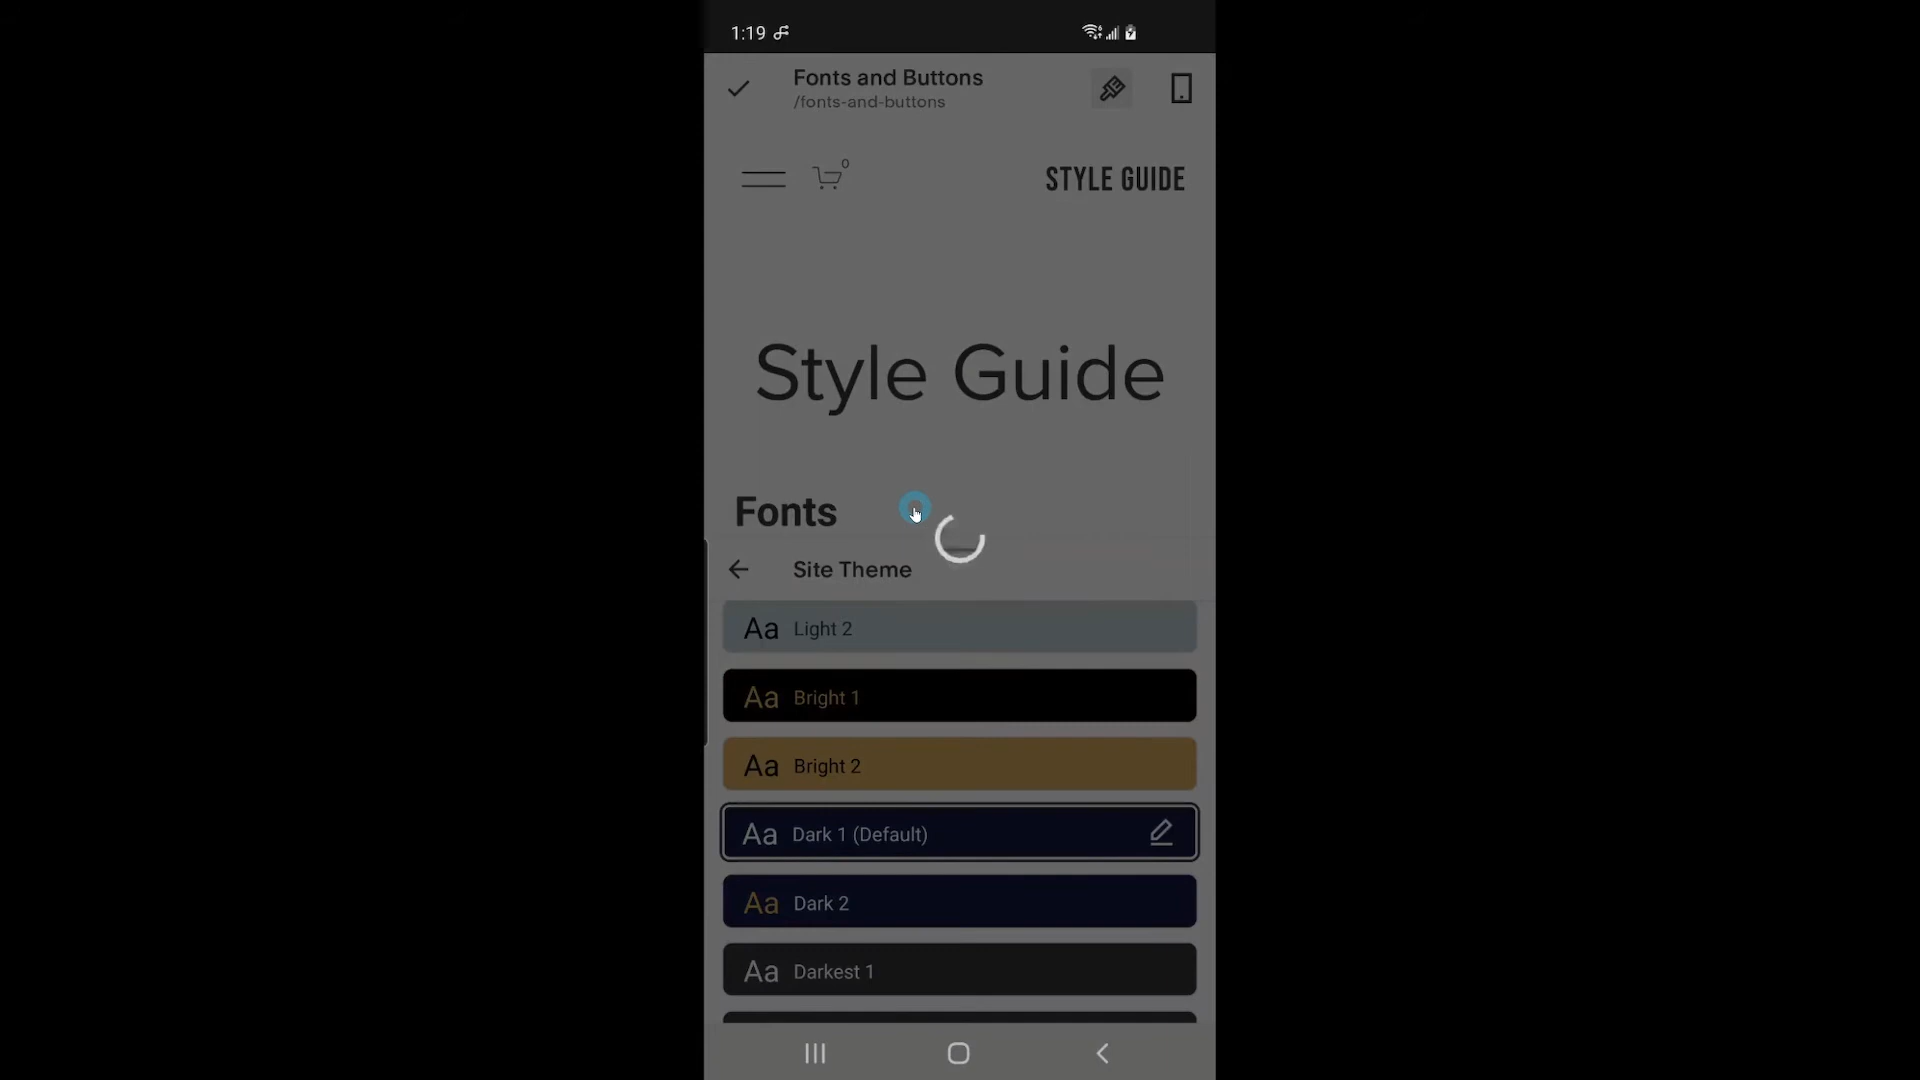 1:19
Fonts and Buttons
/fonts-and-buttons
0
STYLE GUIDE
Style Guide
Fonts
Site Theme
Aa Light 2
Aa Bright 1
Aa Bright 2
Aa Dark 1 (Default)
Aa Dark 2
Aa Darkest 1